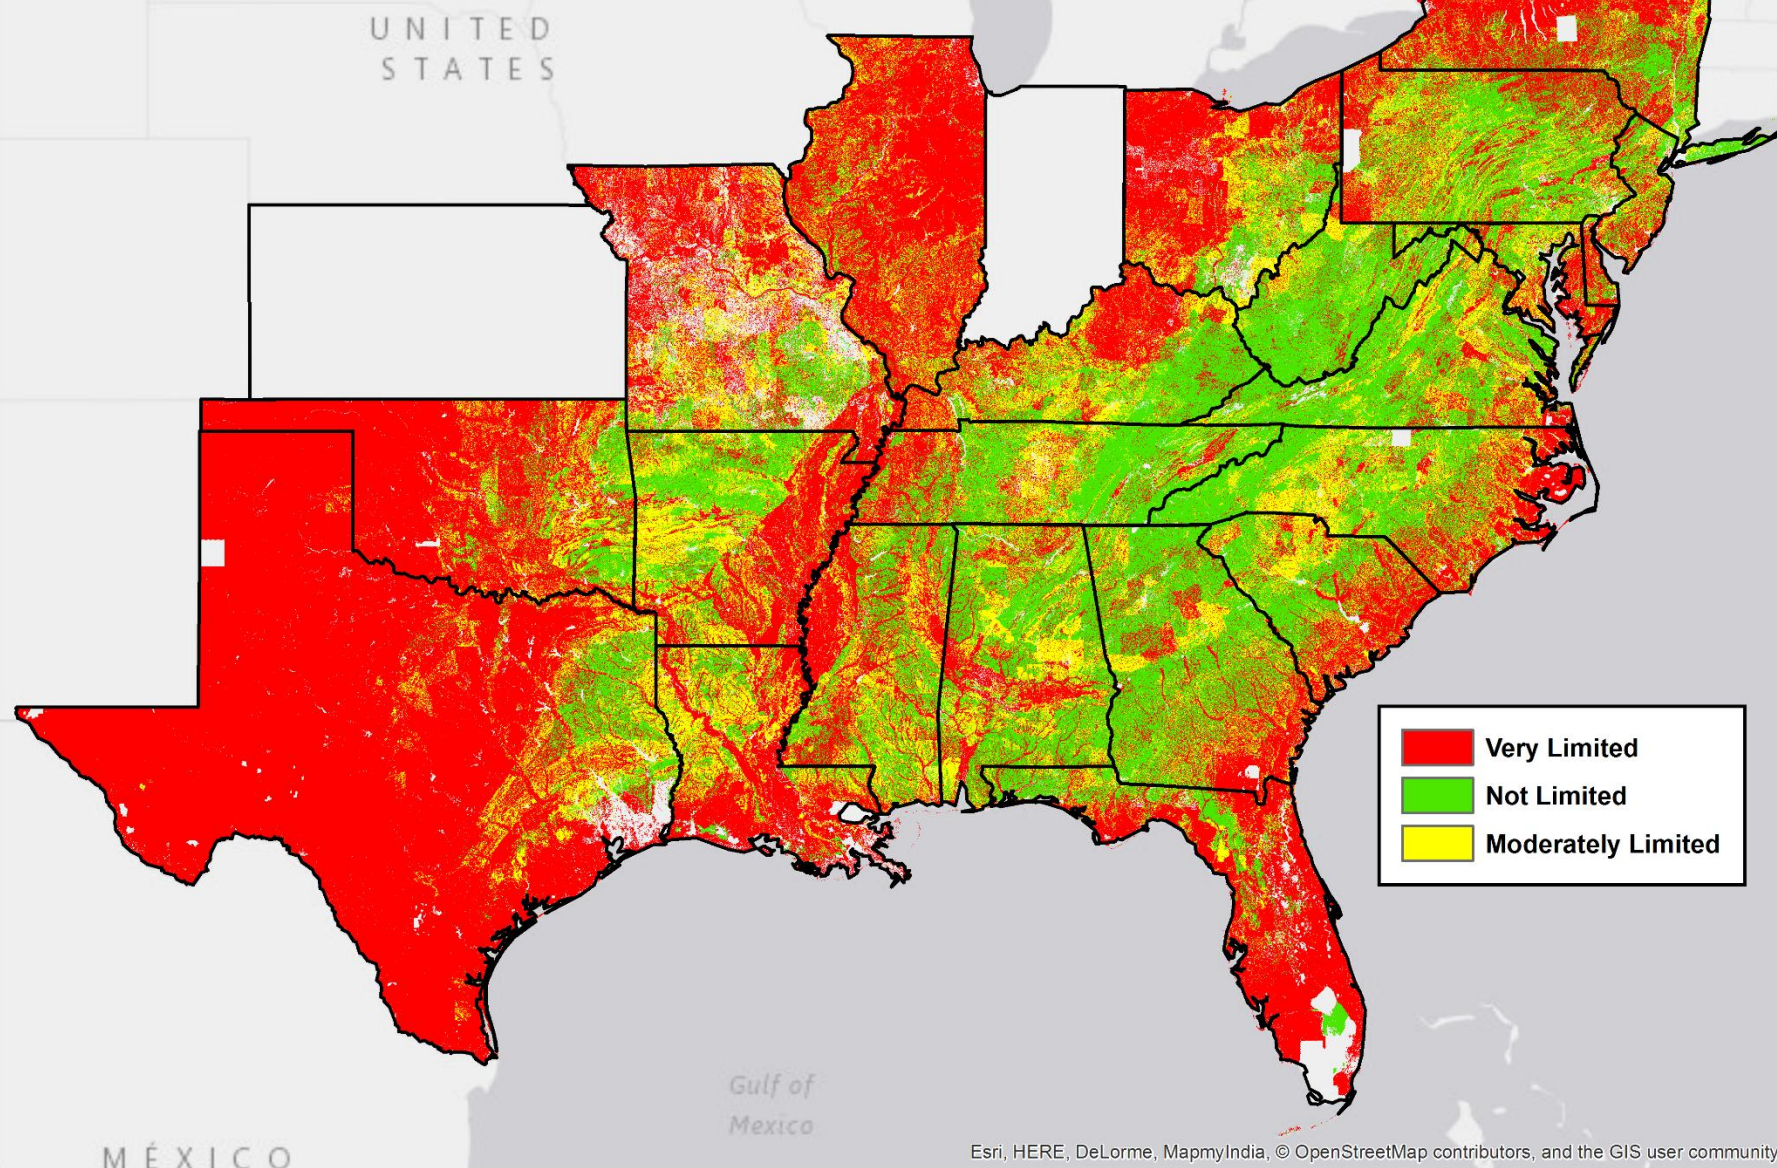 UNITED
STATES
Very Limited
Not Limited
Moderately Limited
Gulf of
Mexico
MÉXICO
Esri, HERE, DeLorme, MapmyIndia, © OpenStreetMap contributors, and the GIS user community